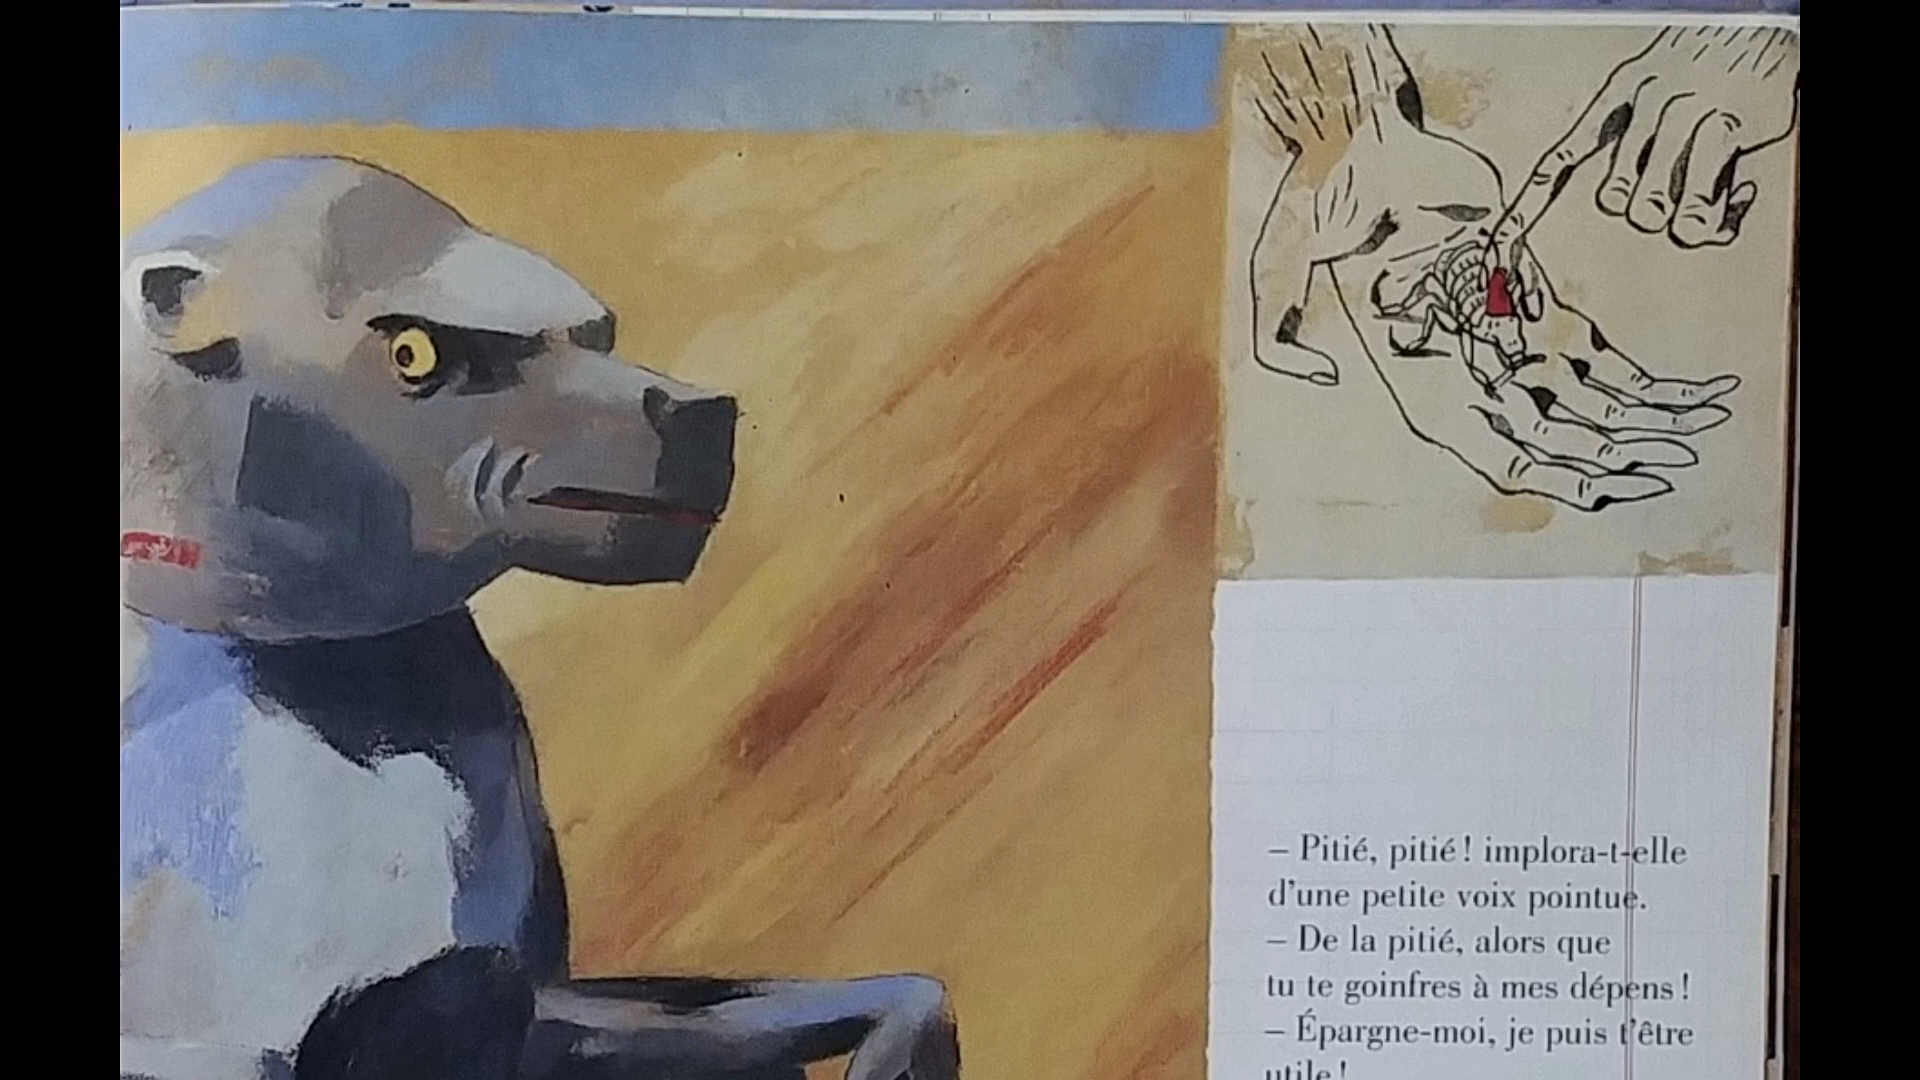 – Pitié, pitié ! implora-t-elle
d'une petite voix pointue.
– De la pitié, alors que
tu te goinfres à mes dépens !
– Épargne-moi, je puis t'être
utile !